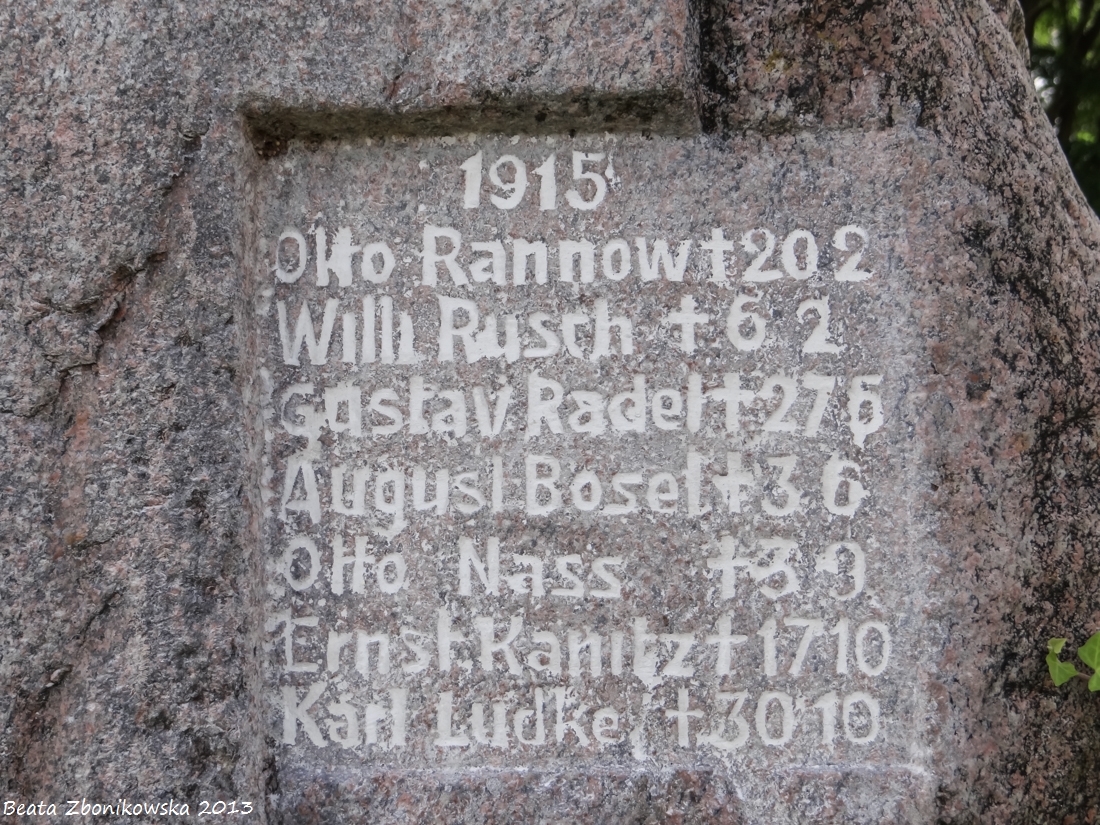 1915
Otto Rannow † 20 2
Willi Rusch † 6 2
Gustav Radel † 27 5
August Bosel † 3 6
Otto Nass † 3 9
Ernst Kanitz † 17 10
Karl Ludke † 30 10
Beata Zbonikowska 2013